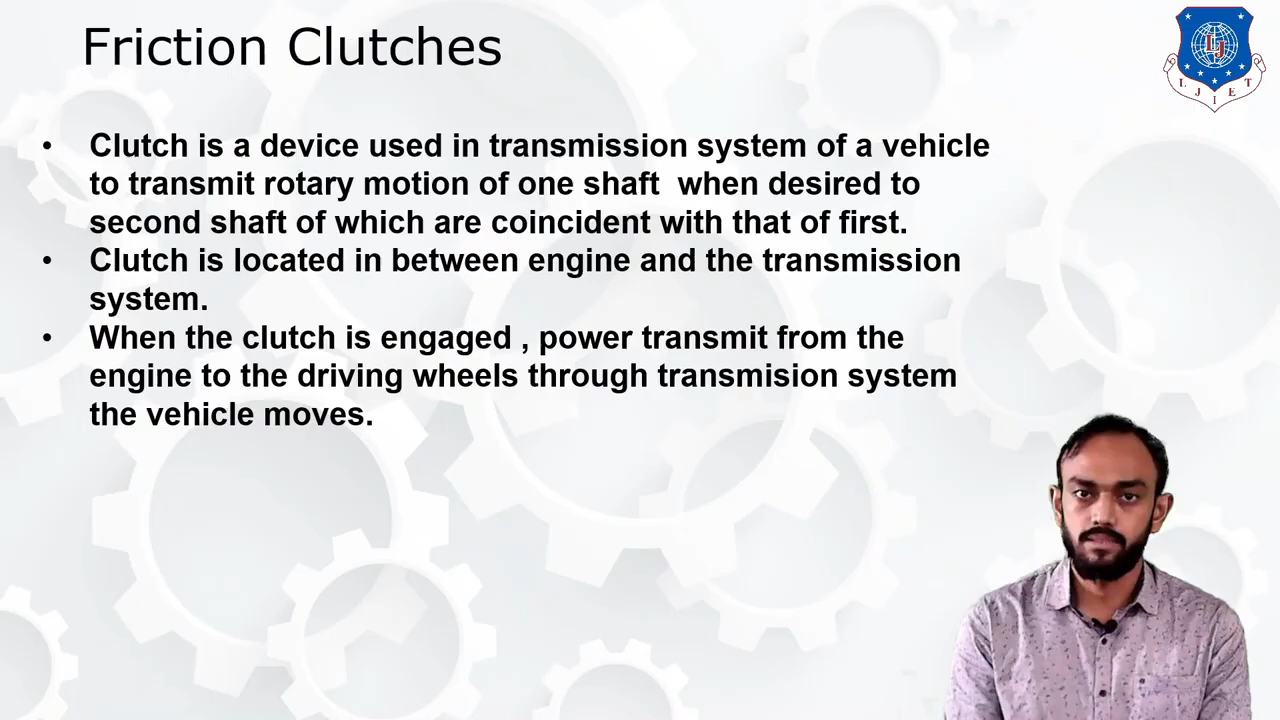 Friction Clutches
L J I E T
• Clutch is a device used in transmission system of a vehicle
to transmit rotary motion of one shaft when desired to
second shaft of which are coincident with that of first.
• Clutch is located in between engine and the transmission
system.
• When the clutch is engaged , power transmit from the
engine to the driving wheels through transmision system
the vehicle moves.